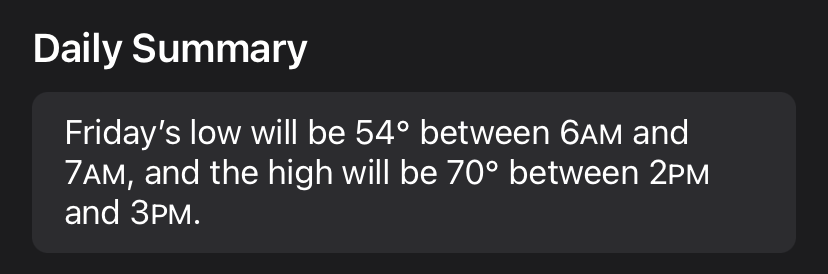 Daily Summary
Friday’s low will be 54° between 6AM and
7AM, and the high will be 70° between 2PM
and 3PM.